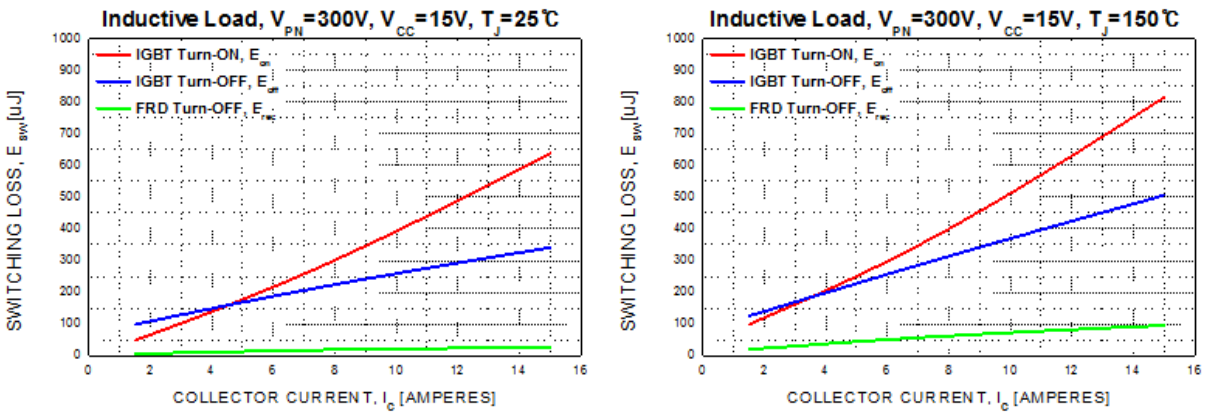 Inductive Load, VPN=300V, VCC=15V, TJ=25℃
1000
900
800
700
600
500
400
300
200
100
0
SWITCHING LOSS, ESW [uJ]
IGBT Turn-ON, Eon
IGBT Turn-OFF, Eoff
FRD Turn-OFF, Erec
0 2 4 6 8 10 12 14 16
COLLECTOR CURRENT, IC [AMPERES]
Inductive Load, VPN=300V, VCC=15V, TJ=150℃
1000
900
800
700
600
500
400
300
200
100
0
SWITCHING LOSS, ESW [uJ]
IGBT Turn-ON, Eon
IGBT Turn-OFF, Eoff
FRD Turn-OFF, Erec
0 2 4 6 8 10 12 14 16
COLLECTOR CURRENT, IC [AMPERES]